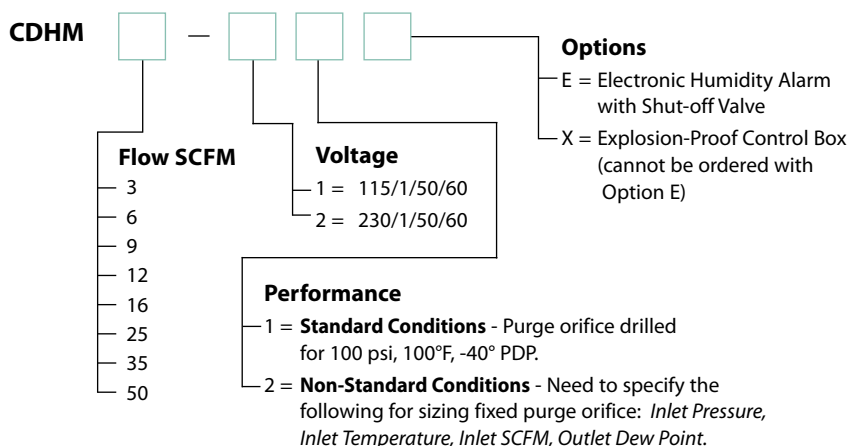 CDHM —
Options
E = Electronic Humidity Alarm
with Shut-off Valve
X = Explosion-Proof Control Box
(cannot be ordered with
Option E)
Flow SCFM
3
6
9
12
16
25
35
50
Voltage
1 = 115/1/50/60
2 = 230/1/50/60
Performance
1 = Standard Conditions - Purge orifice drilled
for 100 psi, 100°F, -40° PDP.
2 = Non-Standard Conditions - Need to specify the
following for sizing fixed purge orifice: Inlet Pressure,
Inlet Temperature, Inlet SCFM, Outlet Dew Point.